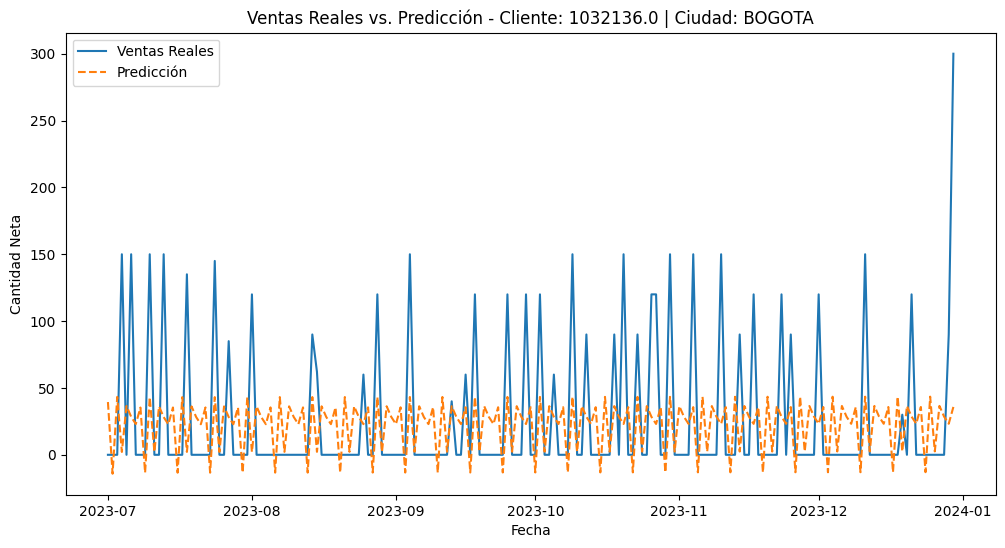 Ventas Reales vs. Predicción - Cliente: 1032136.0 | Ciudad: BOGOTA
Ventas Reales
Predicción
300
250
200
150
100
50
0
Cantidad Neta
2023-07
2023-08
2023-09
2023-10
2023-11
2023-12
2024-01
Fecha